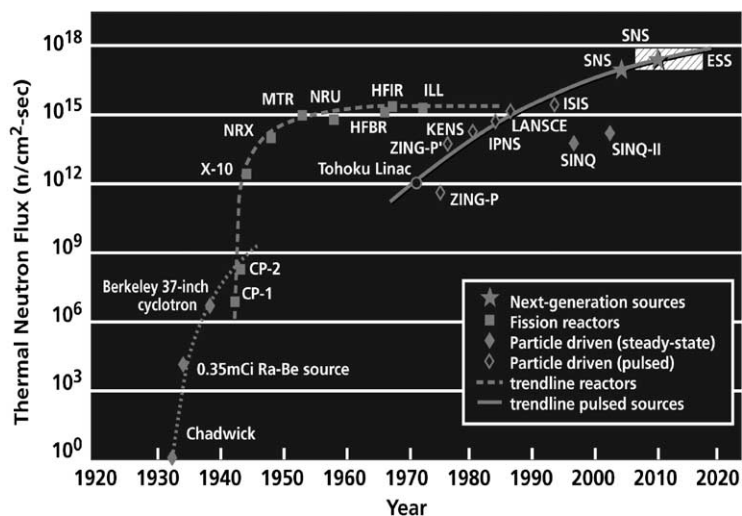 Thermal Neutron Flux (n/cm²-sec)
10¹⁸
10¹⁵
10¹²
10⁹
10⁶
10³
10⁰
SNS
SNS
ESS
HFIR
ILL
MTR
NRU
NRX
HFBR
KENS
ISIS
LANSCE
ZING-P'
IPNS
X-10
Tohoku Linac
SINQ
SINQ-II
ZING-P
CP-2
Berkeley 37-inch
cyclotron
CP-1
0.35mCi Ra-Be source
Chadwick
Next-generation sources
Fission reactors
Particle driven (steady-state)
Particle driven (pulsed)
trendline reactors
trendline pulsed sources
1920 1930 1940 1950 1960 1970 1980 1990 2000 2010 2020
Year